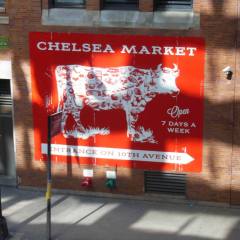 CHELSEA MARKET
Open
7 DAYS A
WEEK
ENTRANCE ON 10TH AVENUE